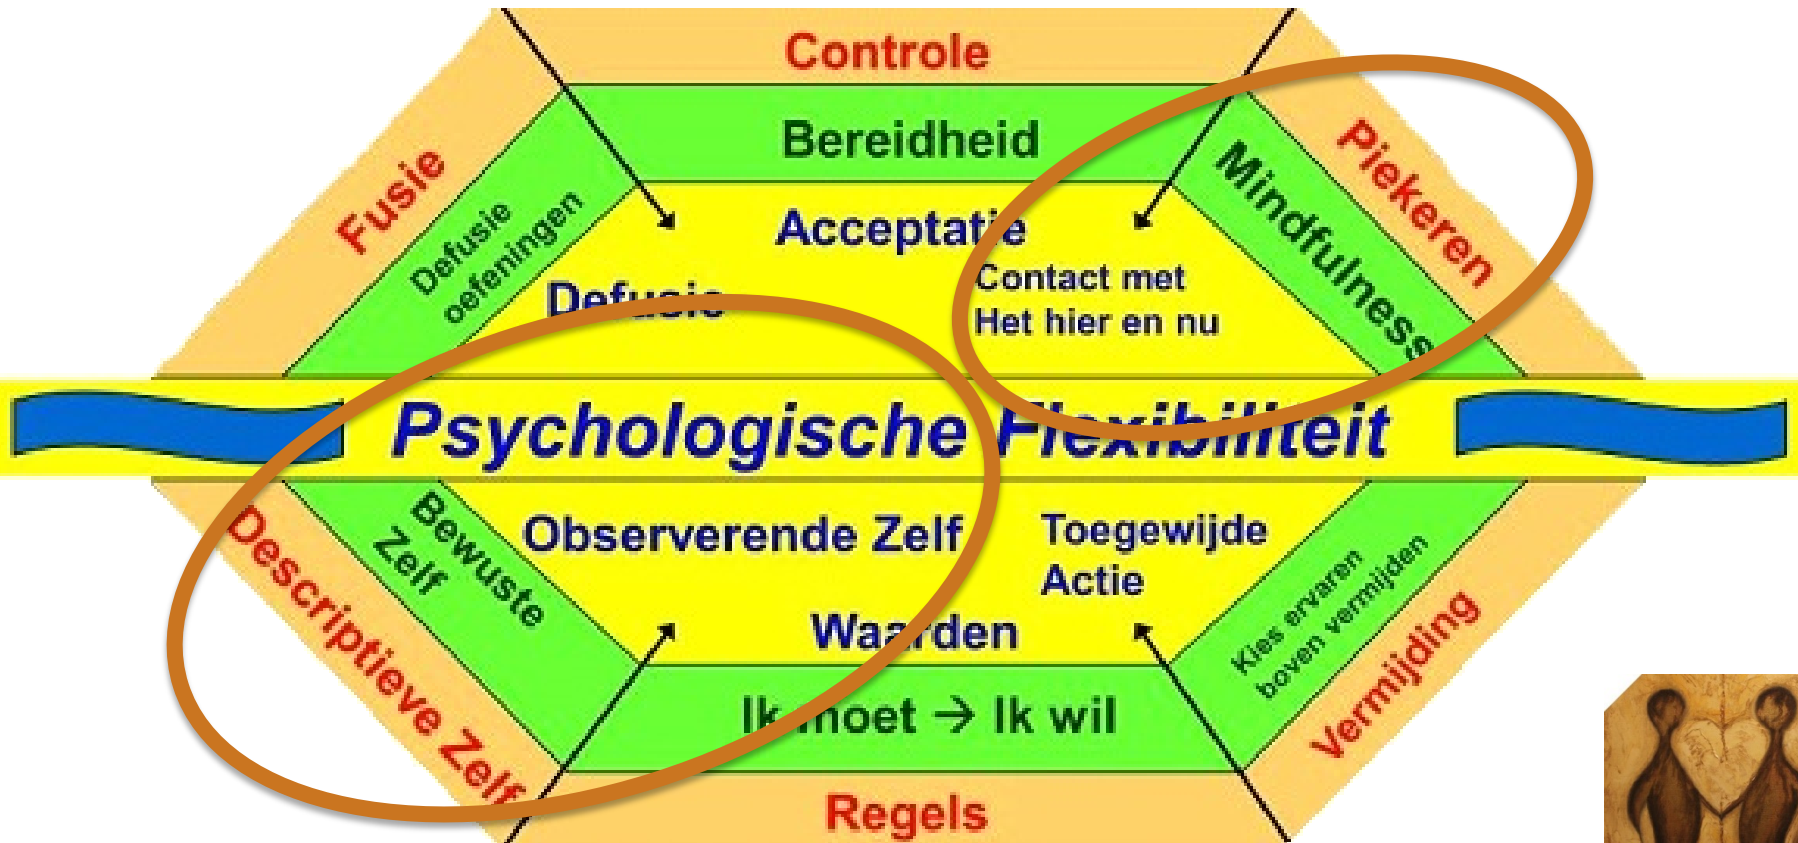 Controle
Bereidheid
Fusie
Defusie
oefeningen
Piekeren
Mindfulness
Acceptatie
Defusie
Contact met
Het hier en nu
Psychologische Flexibiliteit
Descriptieve Zelf
Bewuste
Zelf
Observerende Zelf
Toegewijde
Actie
Waarden
Kies ervaren
boven vermijden
Vermijding
Ik moet → Ik wil
Regels